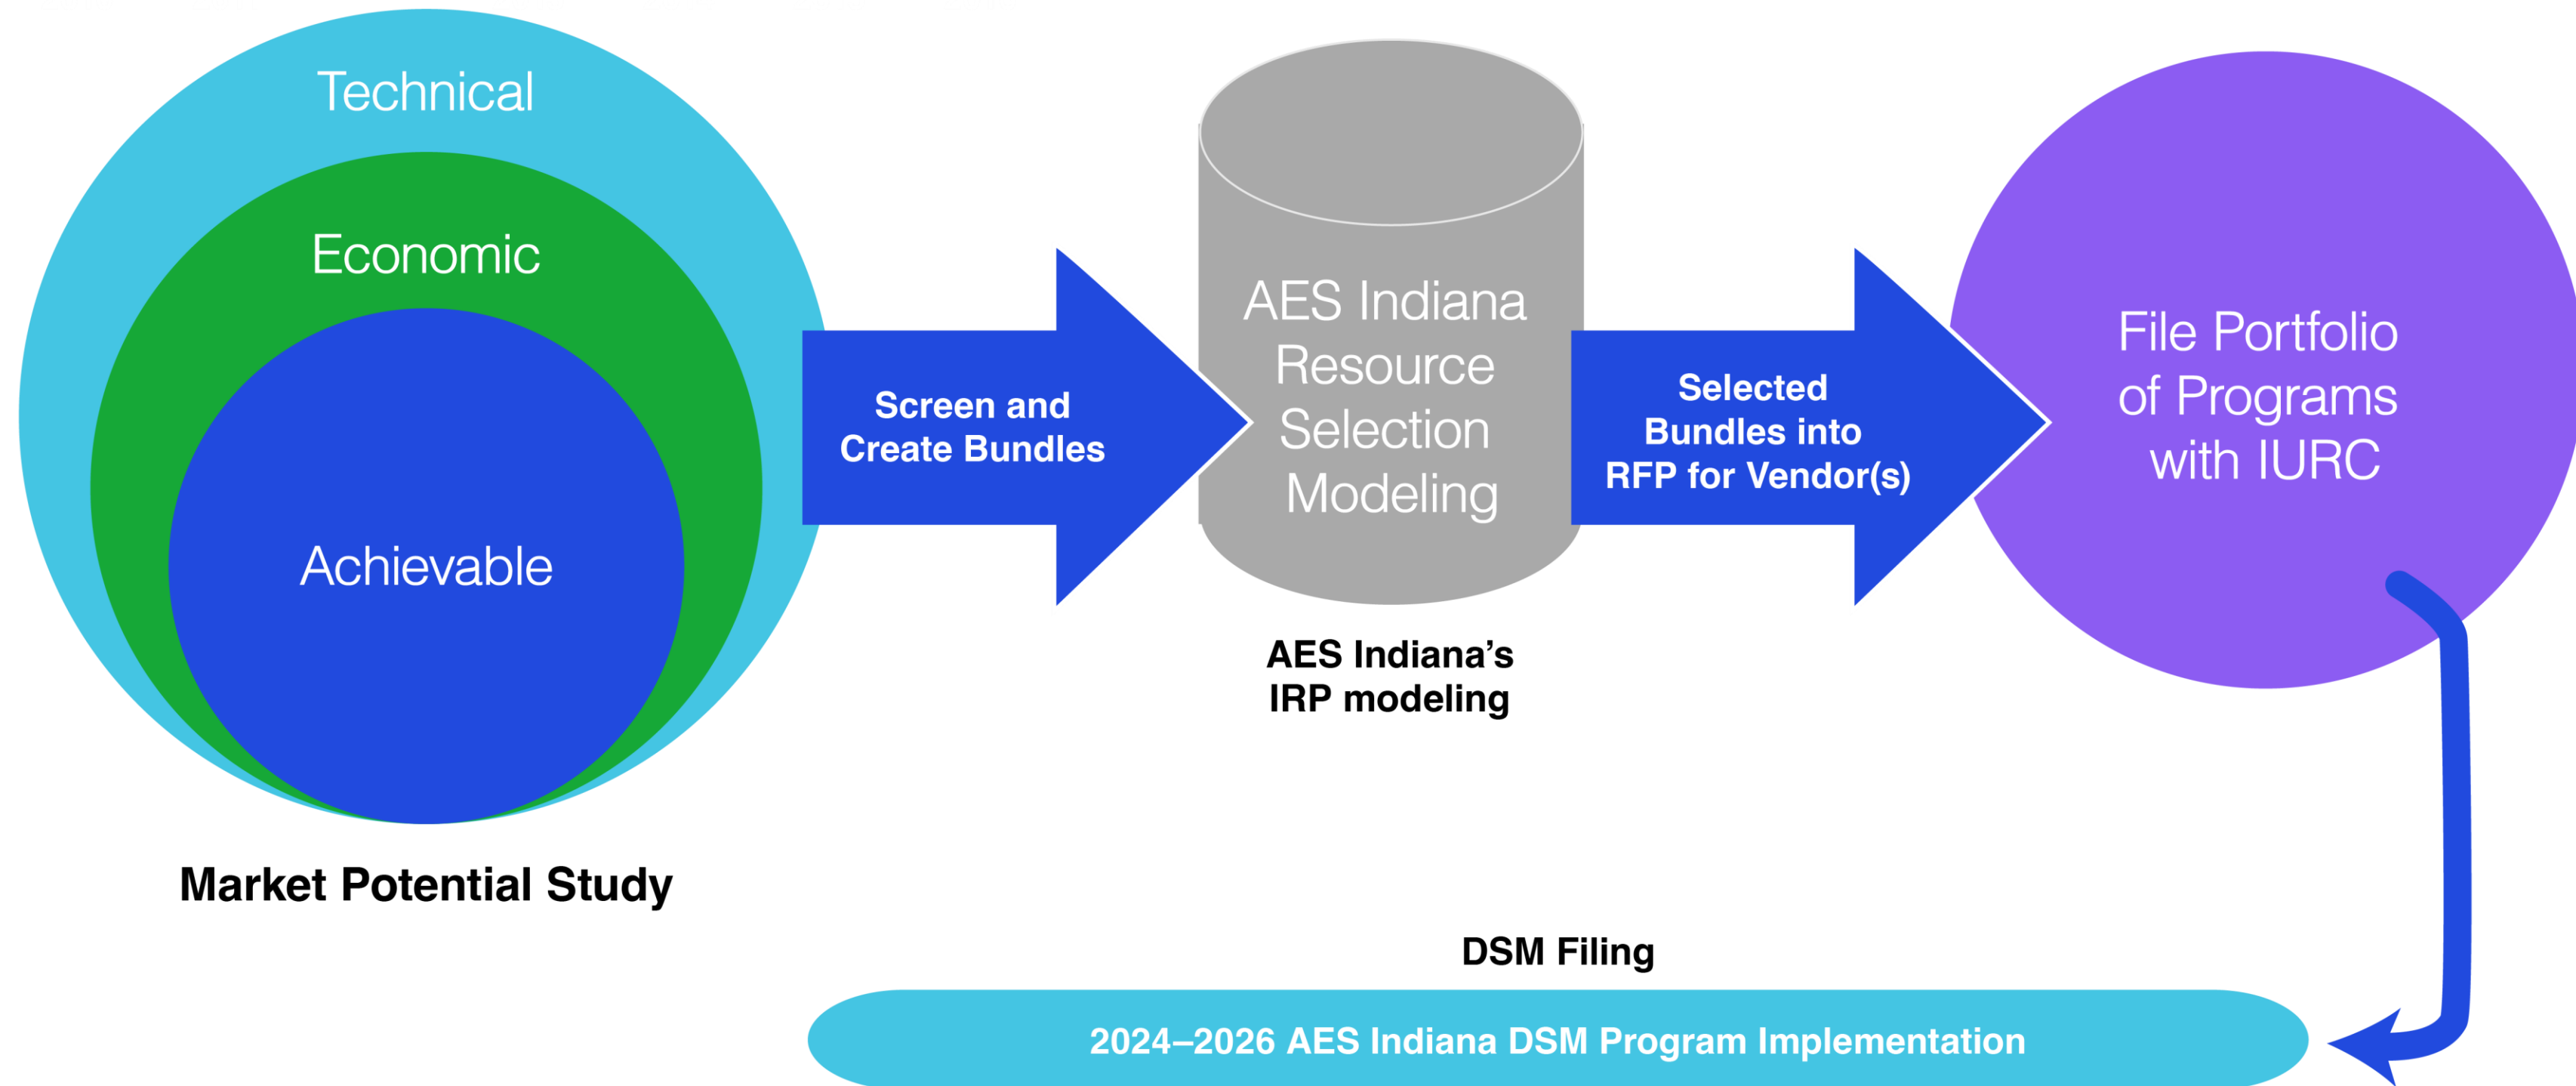 Technical
Economic
Achievable
Market Potential Study
Screen and
Create Bundles
AES Indiana
Resource
Selection
Modeling
AES Indiana’s
IRP modeling
Selected
Bundles into
RFP for Vendor(s)
File Portfolio
of Programs
with IURC
DSM Filing
2024–2026 AES Indiana DSM Program Implementation